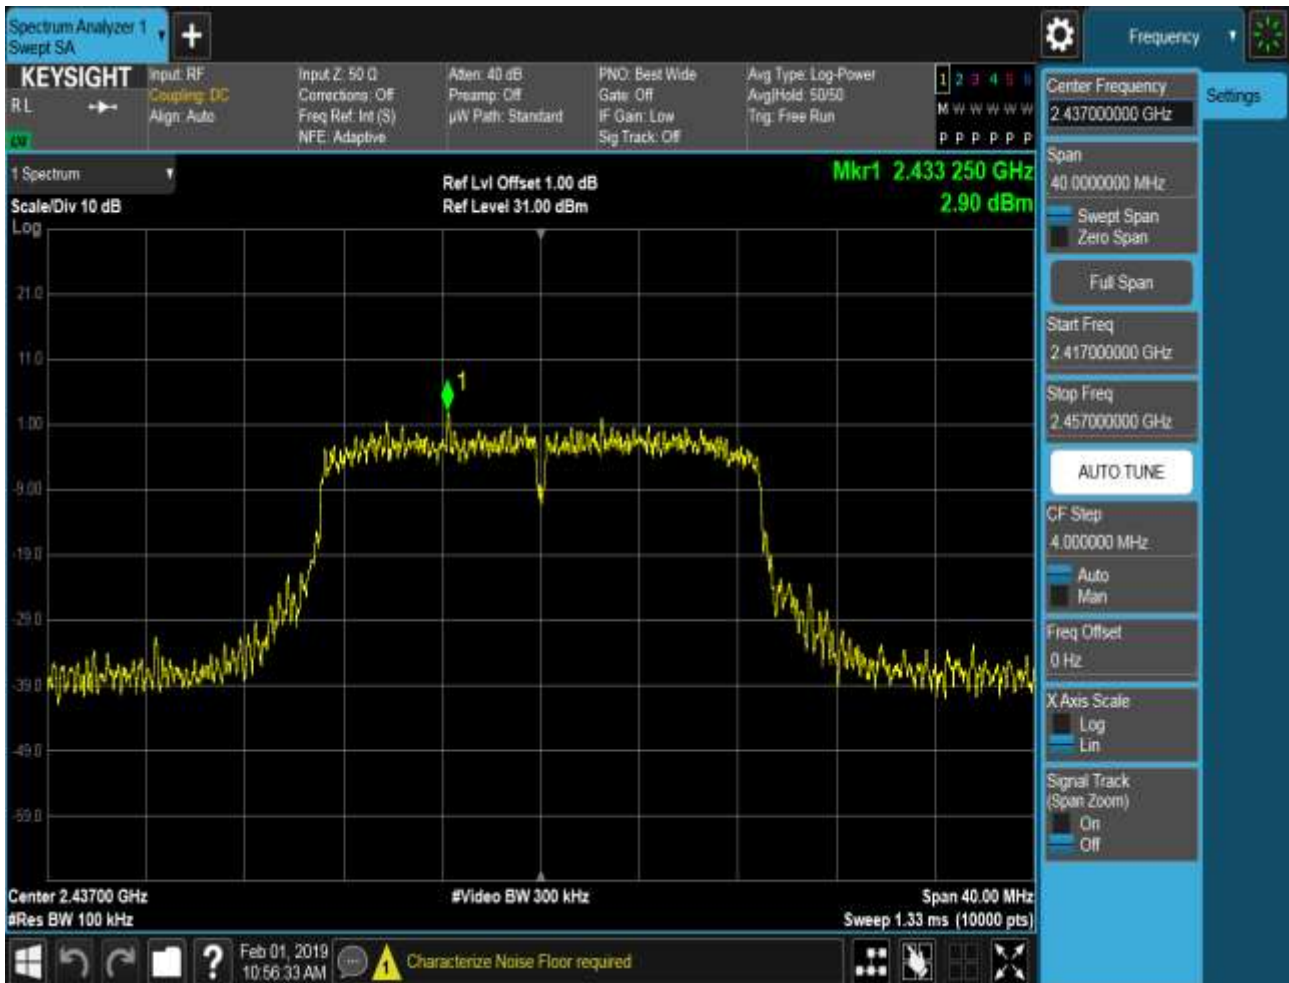 Spectrum Analyzer 1
Swept SA
+
Frequency
KEYSIGHT
R L
Input: RF
Coupling: DC
Align: Auto
Input Z: 50 Ω
Corrections: Off
Freq Ref: Int (S)
NFE: Adaptive
Atten: 40 dB
Preamp: Off
µW Path: Standard
PNO: Best Wide
Gate: Off
IF Gain: Low
Sig Track: Off
Avg Type: Log-Power
Avg|Hold: 50/50
Trig: Free Run
1 2 3 4 5 6
M W W W W W
P P P P P P
1 Spectrum
Scale/Div 10 dB
Log
Ref Lvl Offset 1.00 dB
Ref Level 31.00 dBm
Mkr1 2.433 250 GHz
2.90 dBm
21.0
11.0
1.00
-9.00
-19.0
-29.0
-39.0
-49.0
-59.0
1
Center 2.43700 GHz
#Res BW 100 kHz
#Video BW 300 kHz
Span 40.00 MHz
Sweep 1.33 ms (10000 pts)
Settings
Center Frequency
2.437000000 GHz
Span
40.0000000 MHz
Swept Span
Zero Span
Full Span
Start Freq
2.417000000 GHz
Stop Freq
2.457000000 GHz
AUTO TUNE
CF Step
4.000000 MHz
Auto
Man
Freq Offset
0 Hz
X Axis Scale
Log
Lin
Signal Track
(Span Zoom)
On
Off
?
Feb 01, 2019
10:56:33 AM
1
Characterize Noise Floor required